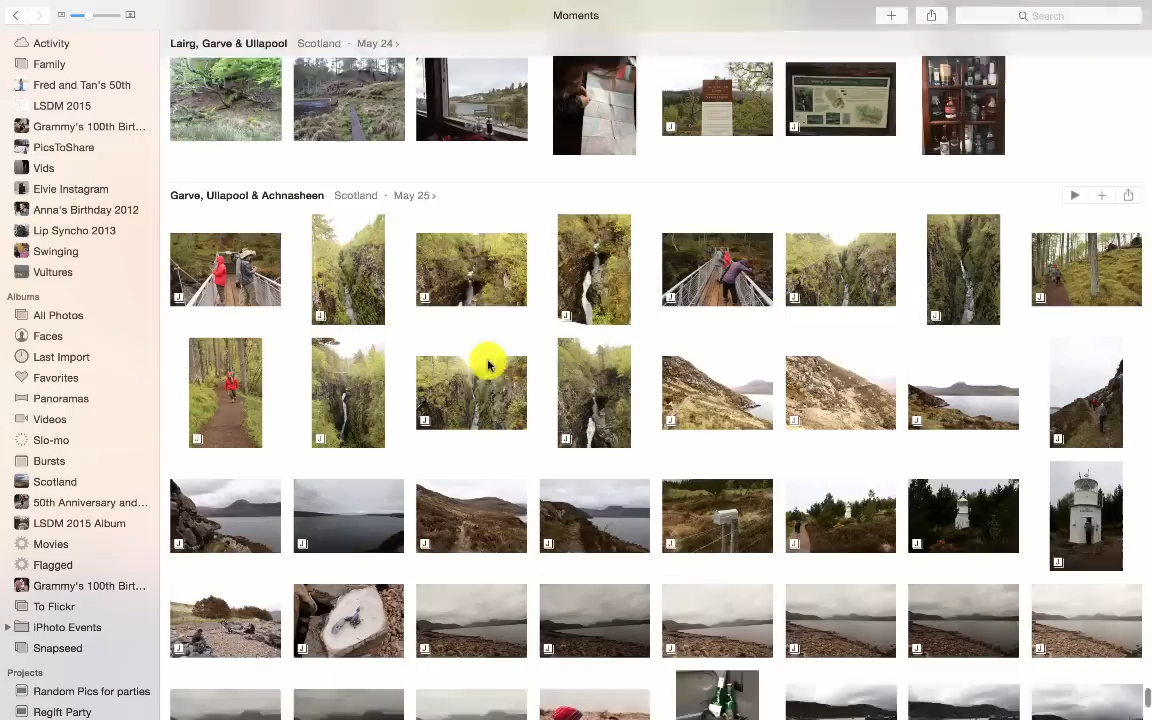 Moments
Search
Activity
Family
Fred and Tan's 50th
LSDM 2015
Grammy's 100th Birt...
PicsToShare
Vids
Elvie Instagram
Anna's Birthday 2012
Lip Syncho 2013
Swinging
Vultures
Albums
All Photos
Faces
Last Import
Favorites
Panoramas
Videos
Slo-mo
Bursts
Scotland
50th Anniversary and...
LSDM 2015 Album
Movies
Flagged
Grammy's 100th Birt...
To Flickr
iPhoto Events
Snapseed
Projects
Random Pics for parties
Regift Party
Lairg, Garve & Ullapool Scotland · May 24 >
Garve, Ullapool & Achnasheen Scotland · May 25 >